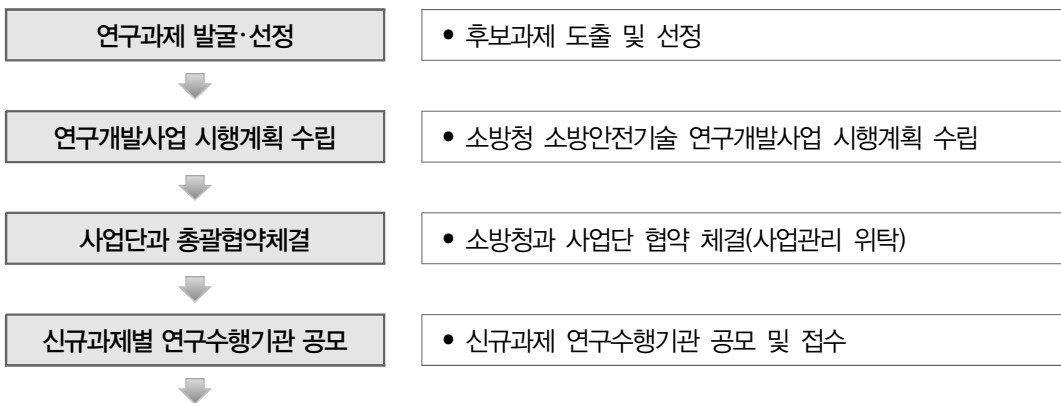 연구과제 발굴·선정
• 후보과제 도출 및 선정
연구개발사업 시행계획 수립
• 소방청 소방안전기술 연구개발사업 시행계획 수립
사업단과 총괄협약체결
• 소방청과 사업단 협약 체결(사업관리 위탁)
신규과제별 연구수행기관 공모
• 신규과제 연구수행기관 공모 및 접수